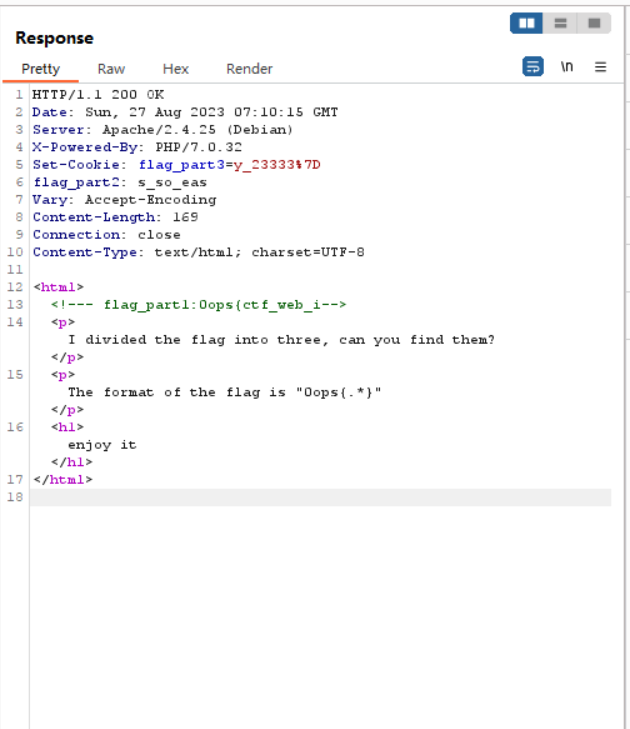 Response
Pretty Raw Hex Render \n
1 HTTP/1.1 200 OK
2 Date: Sun, 27 Aug 2023 07:10:15 GMT
3 Server: Apache/2.4.25 (Debian)
4 X-Powered-By: PHP/7.0.32
5 Set-Cookie: flag_part3=y_23333%7D
6 flag_part2: s_so_eas
7 Vary: Accept-Encoding
8 Content-Length: 169
9 Connection: close
10 Content-Type: text/html; charset=UTF-8
11
12 <html>
13 <!--- flag_part1:Oops{ctf_web_i-->
14 <p>
I divided the flag into three, can you find them?
</p>
15 <p>
The format of the flag is "Oops{.*}"
</p>
16 <h1>
enjoy it
</h1>
17 </html>
18